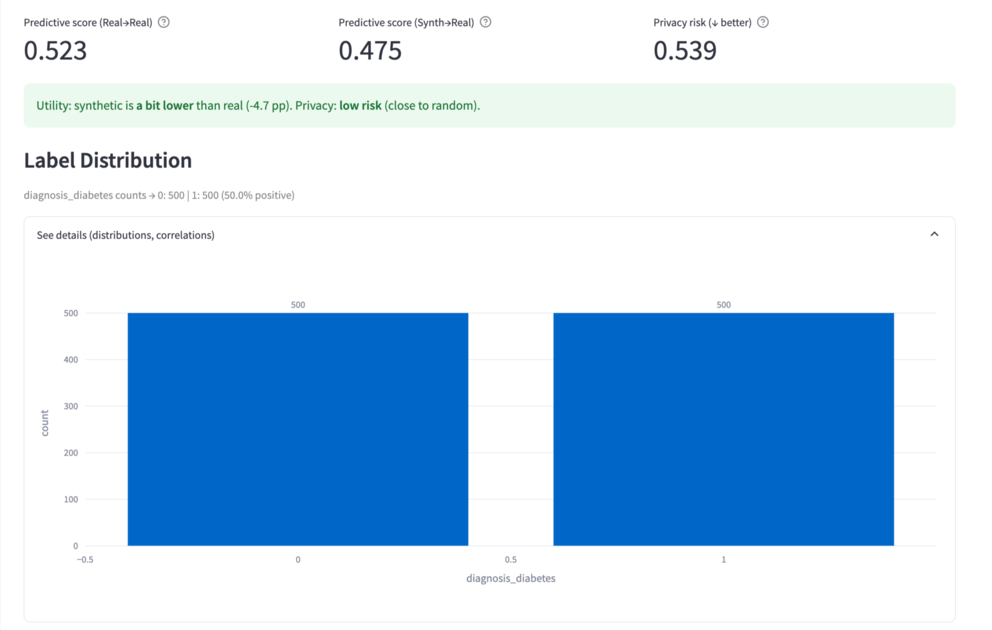 Predictive score (Real→Real) ?
Predictive score (Synth→Real) ?
Privacy risk (↓ better) ?
0.523
0.475
0.539
Utility: synthetic is a bit lower than real (-4.7 pp). Privacy: low risk (close to random).
Label Distribution
diagnosis_diabetes counts → 0: 500 | 1: 500 (50.0% positive)
See details (distributions, correlations)
500
500
500
400
300
200
100
0
count
−0.5
0
0.5
1
diagnosis_diabetes